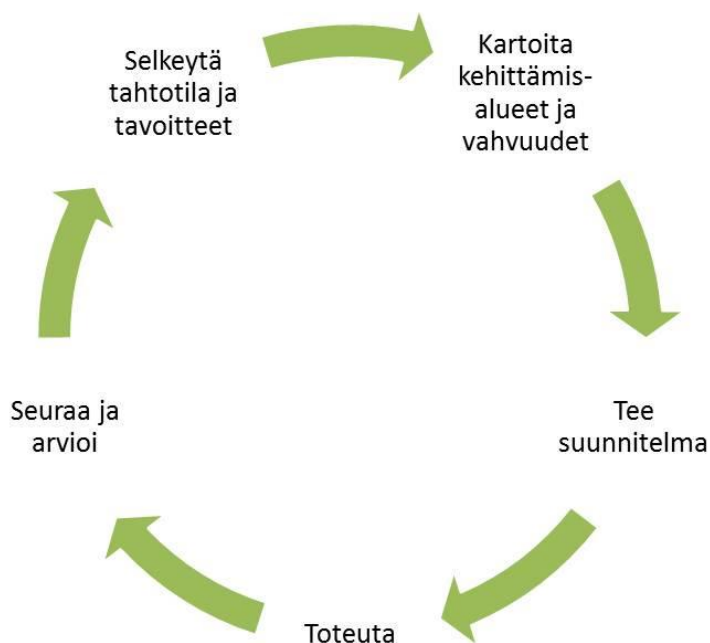 Selkeytä
tahtotila ja
tavoitteet
Kartoita
kehittämis-
alueet ja
vahvuudet
Tee
suunnitelma
Toteuta
Seuraa ja
arvioi